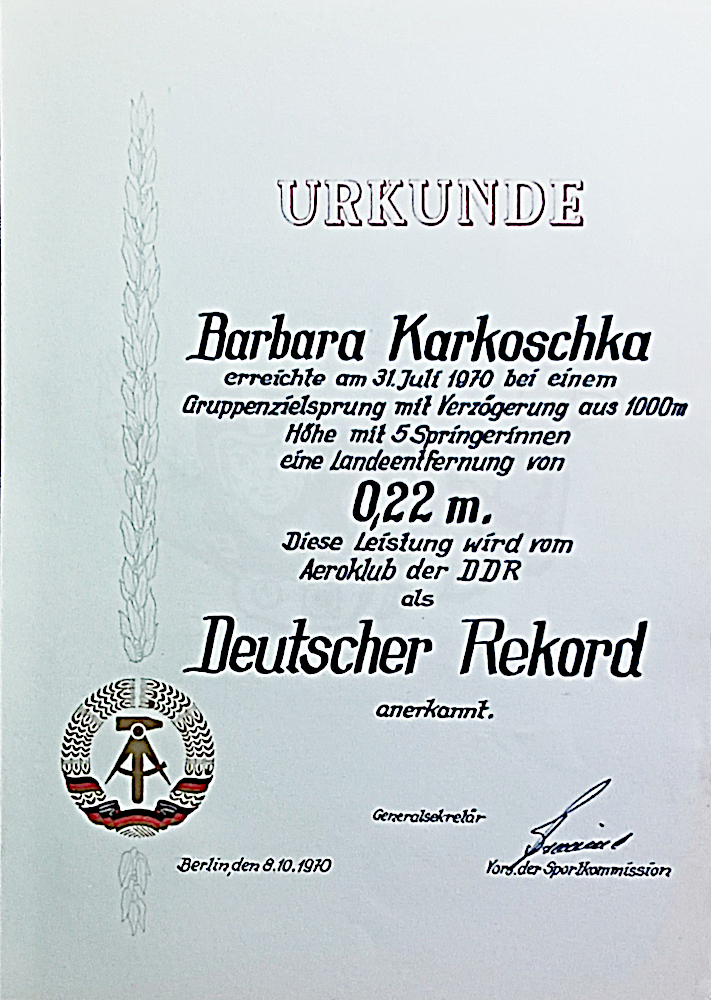 URKUNDE
Barbara Karkoschka
erreichte am 31. Juli 1970 bei einem
Gruppenzielsprung mit Verzögerung aus 1000m
Höhe mit 5 Springerinnen
eine Landeentfernung von
0,22 m.
Diese Leistung wird vom
Aeroklub der DDR
als
Deutscher Rekord
anerkannt.
Generalsekretär
Berlin, den 8.10.1970
Vors. der Sportkommission